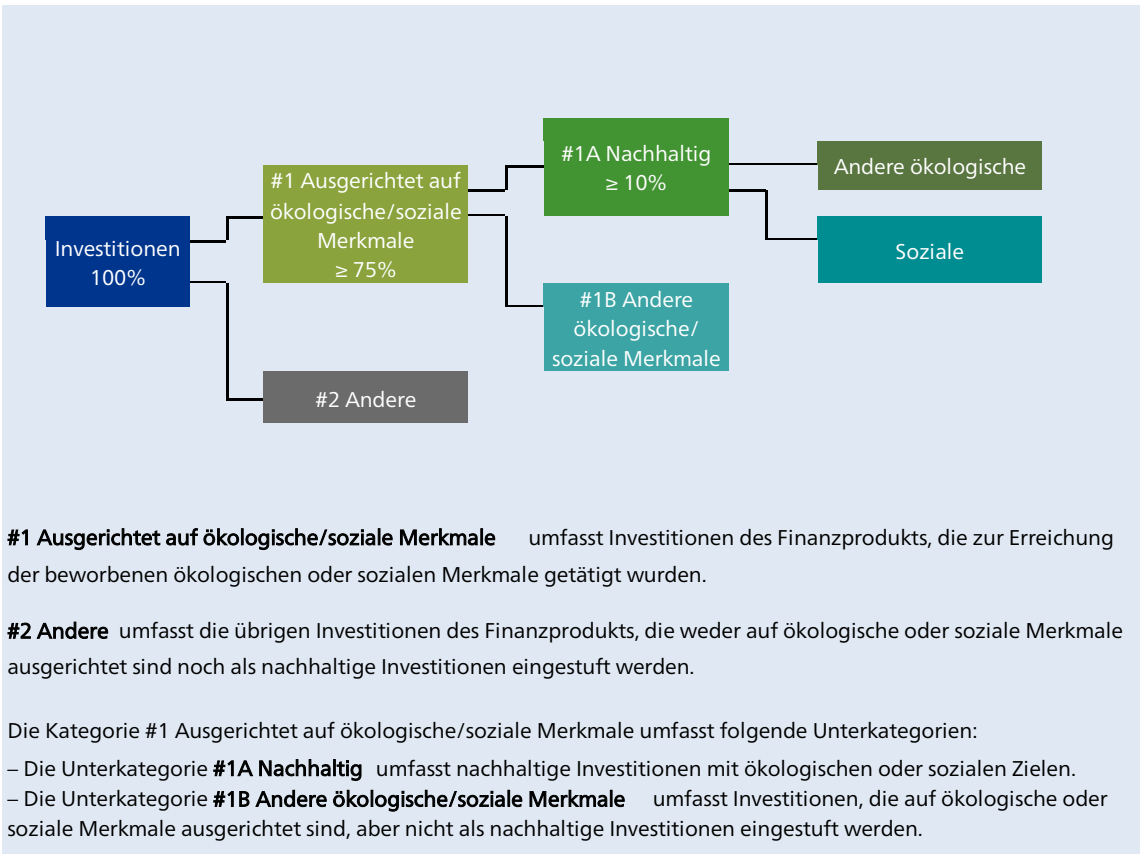 Investitionen
100%
#1 Ausgerichtet auf
ökologische/soziale
Merkmale
≥ 75%
#2 Andere
#1A Nachhaltig
≥ 10%
#1B Andere
ökologische/
soziale Merkmale
Andere ökologische
Soziale
#1 Ausgerichtet auf ökologische/soziale Merkmale umfasst Investitionen des Finanzprodukts, die zur Erreichung
der beworbenen ökologischen oder sozialen Merkmale getätigt wurden.
#2 Andere umfasst die übrigen Investitionen des Finanzprodukts, die weder auf ökologische oder soziale Merkmale
ausgerichtet sind noch als nachhaltige Investitionen eingestuft werden.
Die Kategorie #1 Ausgerichtet auf ökologische/soziale Merkmale umfasst folgende Unterkategorien:
– Die Unterkategorie #1A Nachhaltig umfasst nachhaltige Investitionen mit ökologischen oder sozialen Zielen.
– Die Unterkategorie #1B Andere ökologische/soziale Merkmale umfasst Investitionen, die auf ökologische oder
soziale Merkmale ausgerichtet sind, aber nicht als nachhaltige Investitionen eingestuft werden.